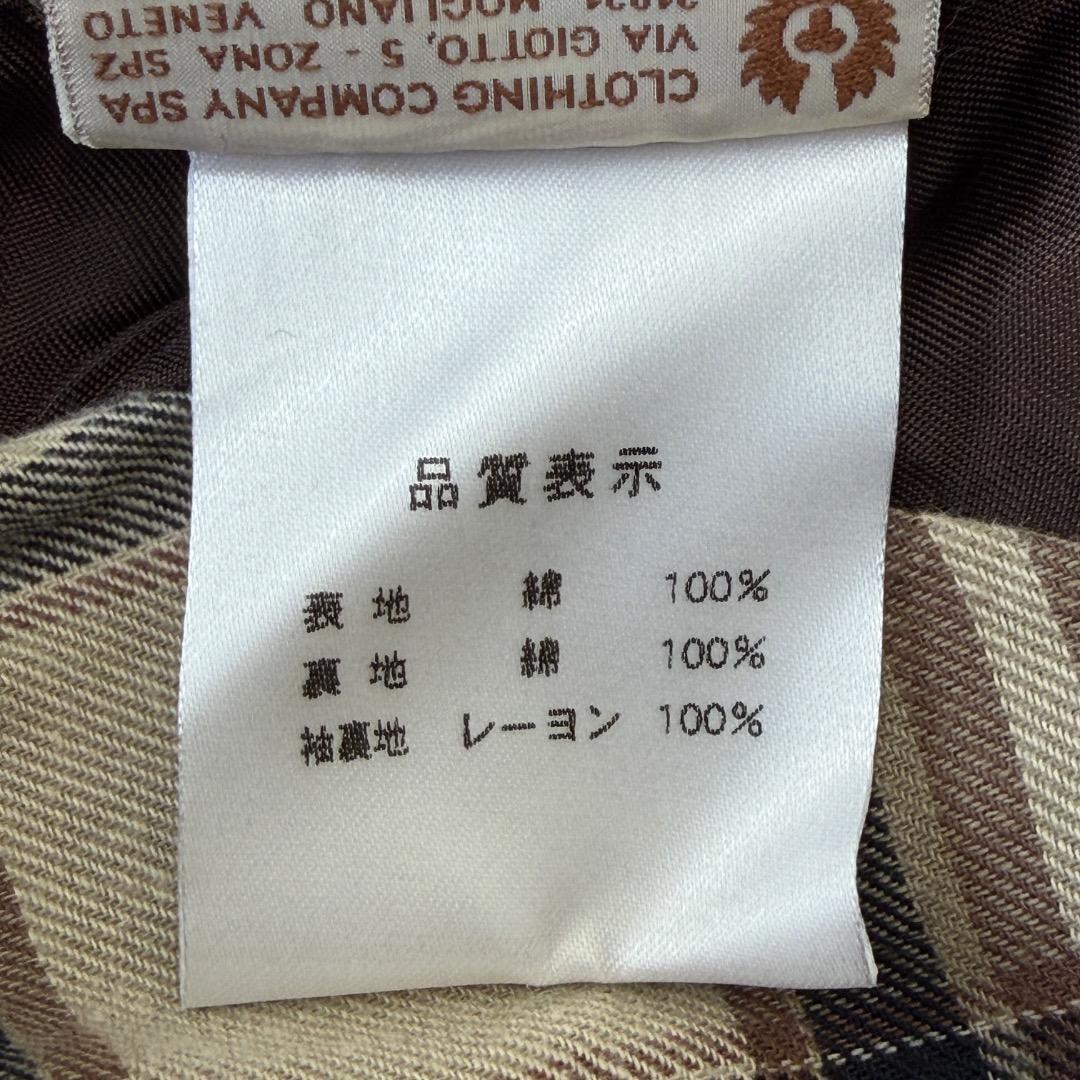 CLOTHING COMPANY SPA
VIA GIOTTO, 5 - ZONA SPZ
MOGLIANO VENETO
品質表示
表地 綿 100%
裏地 綿 100%
袖裏地 レーヨン 100%